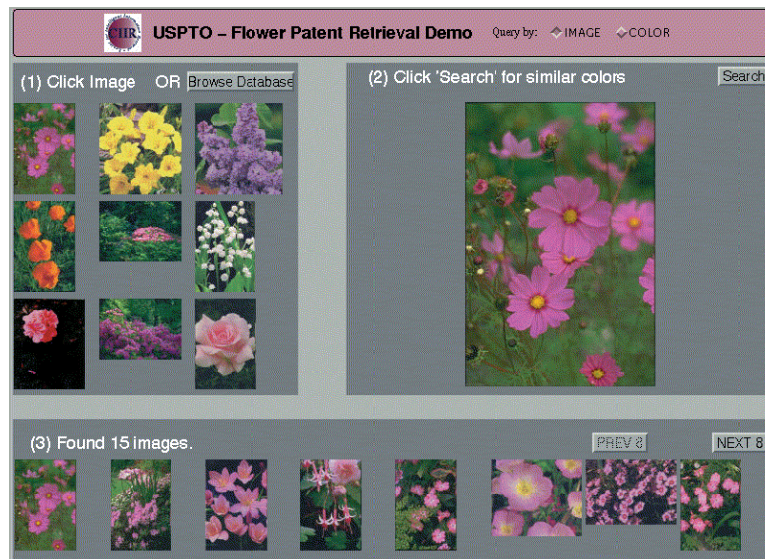 CIIR
USPTO – Flower Patent Retrieval Demo
Query by: IMAGE COLOR
(1) Click Image OR Browse Database
(2) Click 'Search' for similar colors Search
(3) Found 15 images. PREV 8 NEXT 8